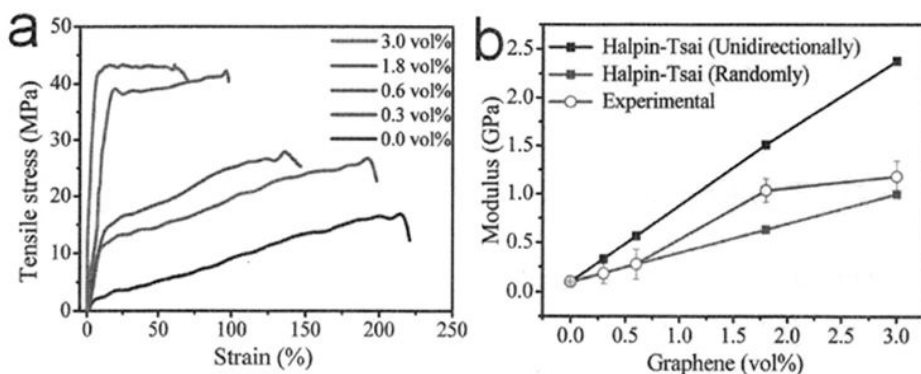 a
50
40
30
20
10
0
Tensile stress (MPa)
3.0 vol%
1.8 vol%
0.6 vol%
0.3 vol%
0.0 vol%
0
50
100
150
200
250
Strain (%)
b
2.5
2.0
1.5
1.0
0.5
0.0
Modulus (GPa)
Halpin-Tsai (Unidirectionally)
Halpin-Tsai (Randomly)
Experimental
0.0
0.5
1.0
1.5
2.0
2.5
3.0
Graphene (vol%)